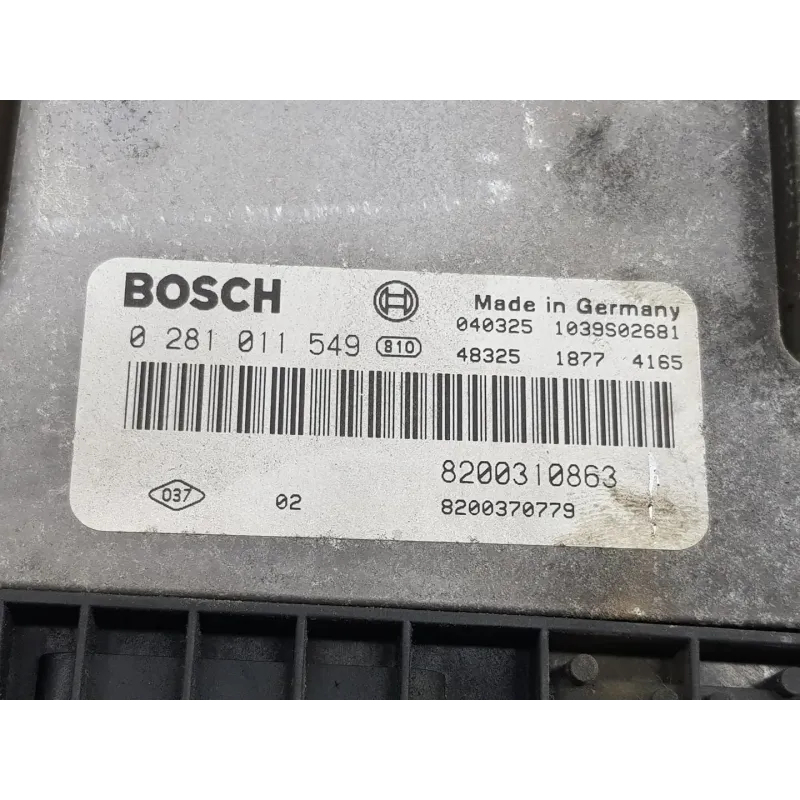 BOSCH
Made in Germany
040325 1039S02681
0 281 011 549 810
48325 1877 4165
8200310863
037 02 8200370779